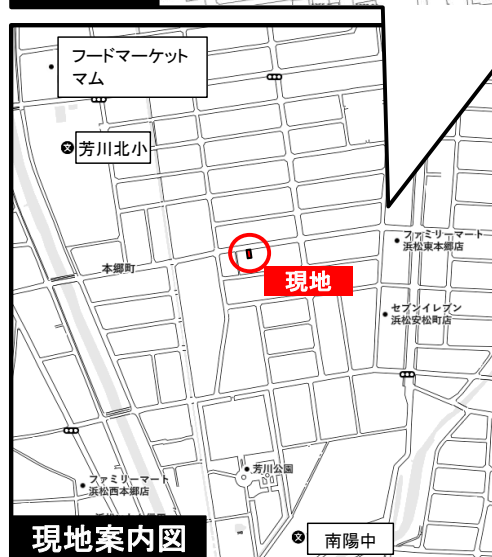 フードマーケット
マム
芳川北小
ファミリーマート
浜松東本郷店
本郷町
現地
セブンイレブン
浜松安松町店
芳川公園
ファミリーマート
浜松西本郷店
現地案内図
南陽中